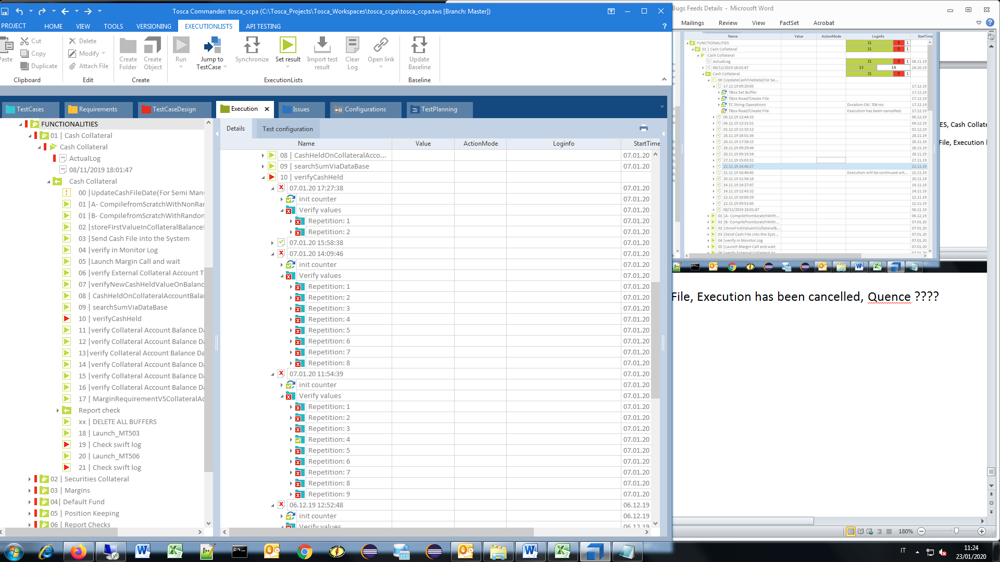 Tosca Commander: tosca_ccpa (C:\Tosca_Projects\Tosca_Workspaces\tosca_ccpa\tosca_ccpa.tws [Branch: Master])
PROJECT HOME VIEW TOOLS VERSIONING EXECUTIONLISTS API TESTING ?
Paste Cut Copy Duplicate
Clipboard
Delete Modify Attach File
Edit
Create Folder Create Object
Create
Run Jump to TestCase Synchronize Set result Import test result Clear Log Open link
ExecutionLists
Update Baseline
Baseline
TestCases Requirements TestCaseDesign Execution Issues Configurations TestPlanning
FUNCTIONALITIES
01 | Cash Collateral
Cash Collateral
ActualLog
08/11/2019 18:01:47
Cash Collateral
00 |UpdateCashFileDate(For Semi Manu
01 |A- CompilefromScratchWithNonRan
01 |B- CompilefromScratchWithRandom
02 |storeFirstValueInCollateralBalance
03 |Send Cash File into the System
04 |verify in Monitor Log
05 |Launch Margin Call and wait
06 |verify External Collateral Account T
07 |verifyNewCashHeldValueOnBalanc
08 | CashHeldOnCollateralAccountBalan
09 | searchSumViaDataBase
10 | verifyCashHeld
11 |verify Collateral Account Balance Da
12 |verify Collateral Account Balance Da
13|verify Collateral Account Balance Da
14 |verify Collateral Account Balance Da
15 |verify Collateral Account Balance Da
16 |verify Collateral Account Balance Da
17 | MarginRequirementVSCollateralAc
Report check
xx | DELETE ALL BUFFERS
18 | Launch_MT503
19 | Check swift log
20 | Launch_MT506
21 | Check swift log
02 | Securities Collateral
03 | Margins
04| Default Fund
05 | Position Keeping
06 | Report Checks
Details Test configuration
Name Value ActionMode Loginfo StartTime
08 | CashHeldOnCollateralAcco... 07.01.20
09 | searchSumViaDataBase 07.01.20
10 | verifyCashHeld
07.01.20 17:27:38 07.01.20
init counter 07.01.20
Verify values 07.01.20
Repetition: 1 07.01.20
Repetition: 2 07.01.20
07.01.20 15:58:38 07.01.20
07.01.20 14:09:46 07.01.20
init counter 07.01.20
Verify values 07.01.20
Repetition: 1 07.01.20
Repetition: 2 07.01.20
Repetition: 3 07.01.20
Repetition: 4 07.01.20
Repetition: 5 07.01.20
Repetition: 6 07.01.20
Repetition: 7 07.01.20
Repetition: 8 07.01.20
07.01.20 11:54:39 07.01.20
init counter 07.01.20
Verify values 07.01.20
Repetition: 1 07.01.20
Repetition: 2 07.01.20
Repetition: 3 07.01.20
Repetition: 4 07.01.20
Repetition: 5 07.01.20
Repetition: 6 07.01.20
Repetition: 7 07.01.20
Repetition: 8 07.01.20
Repetition: 9 07.01.20
06.12.19 12:52:48 06.12.19
init counter 06.12.19
Verify values 06.12.19
Bugs Feeds Details - Microsoft Word
Mailings Review View FactSet Acrobat
Name Value ActionMode Loginfo StartTime
FUNCTIONALITIES 21 5 1
01 | Cash Collateral 21 5 1
Cash Collateral
ActualLog 21 5 1 08.11.19
08/11/2019 18:01:47 13 14 24.10.19
Cash Collateral 21 5 1
00 |UpdateCashFileDate(For Se...
17.12.19 09:20:05 17.12.19
TBox Set Buffer 17.12.19
TBox Read/Create File 17.12.19
TC String Operations Duration OK: 704 ms 17.12.19
TBox Read/Create File Execution has been cancelled. 17.12.19
06.12.19 12:44:33 06.12.19
04.12.19 12:21:51 04.12.19
03.12.19 11:35:12 03.12.19
28.11.19 18:01:36 28.11.19
28.11.19 17:58:15 28.11.19
28.11.19 09:29:44 28.11.19
28.11.19 09:19:54 28.11.19
27.11.19 15:03:51 27.11.19
22.11.19 14:46:27 22.11.19
21.11.19 16:46:45 Execution will be continued wit... 21.11.19
20.11.19 11:56:18 20.11.19
14.11.19 14:27:47 14.11.19
14.11.19 12:43:32 14.11.19
12.11.19 10:00:29 12.11.19
12.11.19 09:51:45 12.11.19
08/11/2019 18:01:47 06.11.19
01 |A- CompilefromScratchWith... 06.12.19
01 |B- CompilefromScratchWith... 07.01.20
02 |storeFirstValueInCollateralB... 07.01.20
03 |Send Cash File into the Syst... 07.01.20
04 |verify in Monitor Log 07.01.20
05 |Launch Margin Call and wait 07.01.20
06 |verify External Collateral Ac... 07.01.20
ES, Cash Collate
File, Execution
File, Execution has been cancelled, Quence ????
180%
IT
11:24
23/01/2020